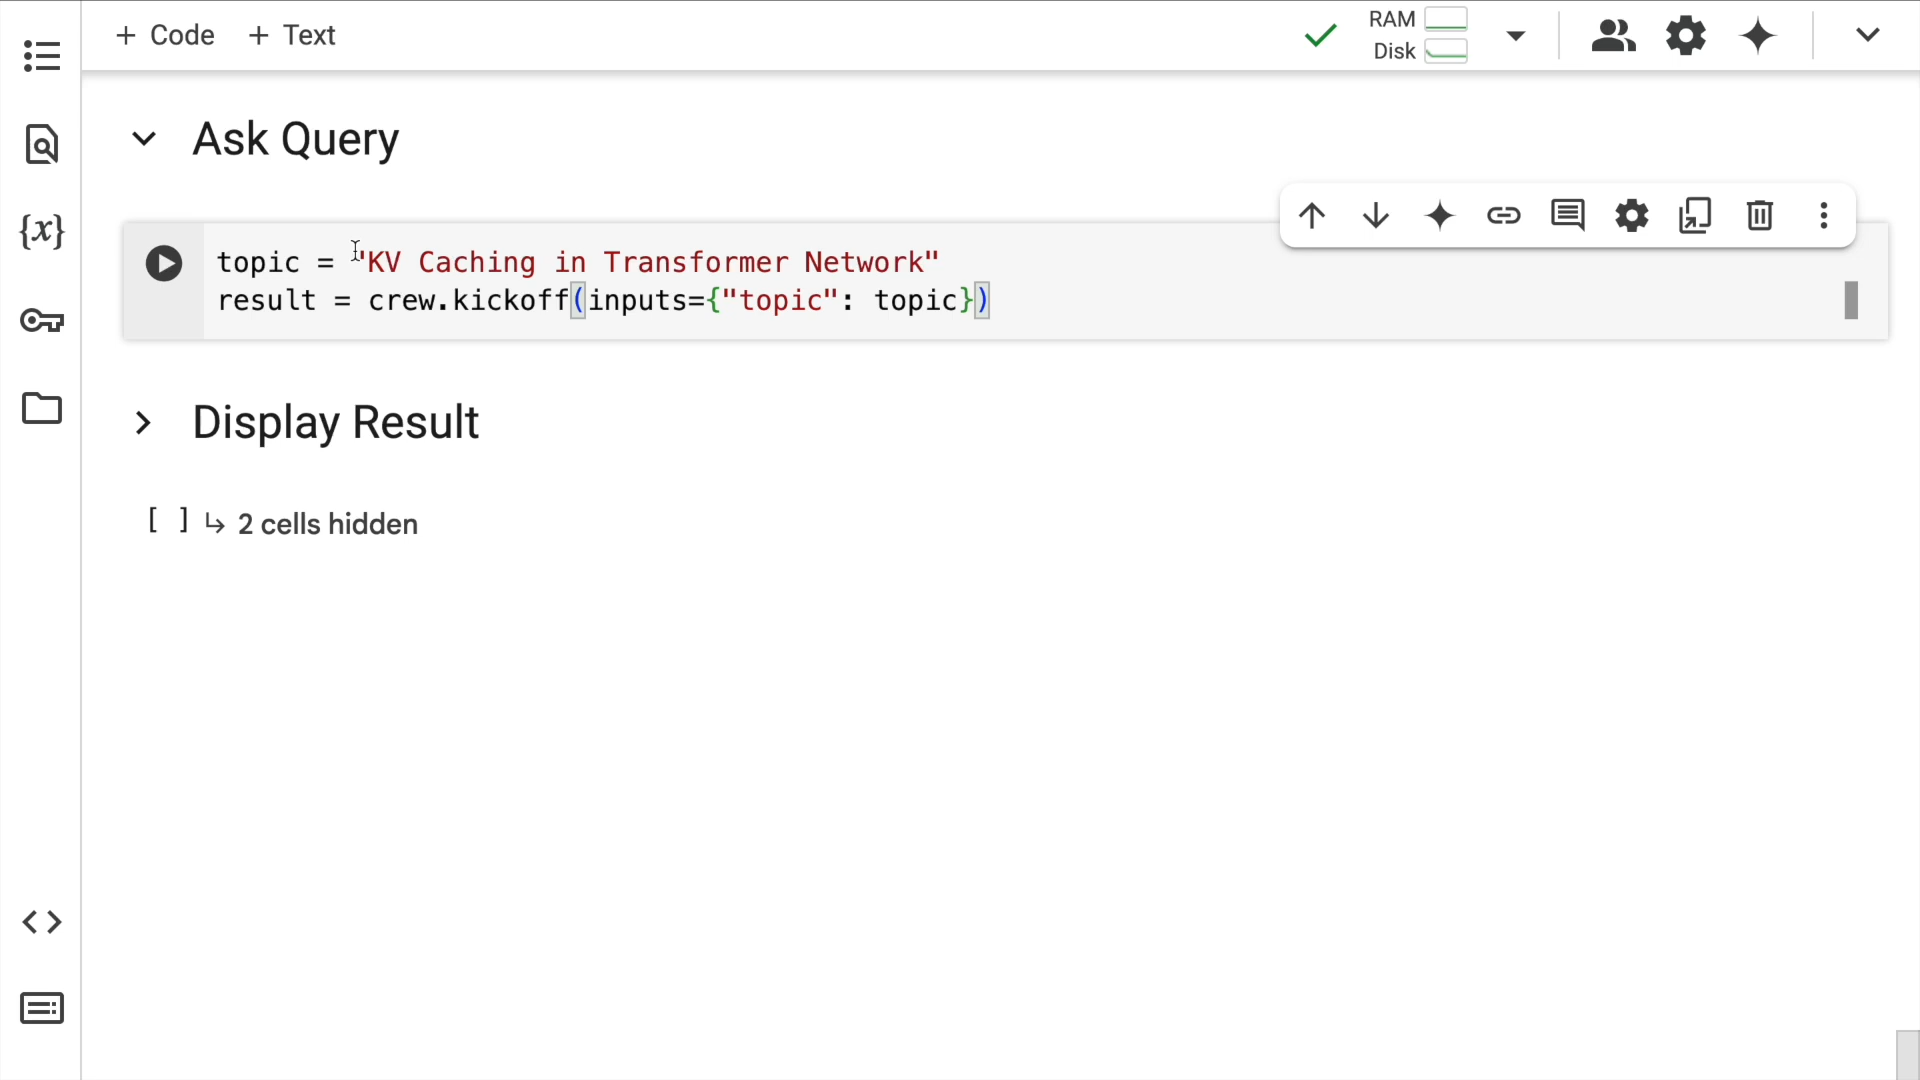 + Code + Text
RAM
Disk
Ask Query
{x}
topic = "KV Caching in Transformer Network"
result = crew.kickoff(inputs={"topic": topic})
Display Result
[ ] ↳ 2 cells hidden